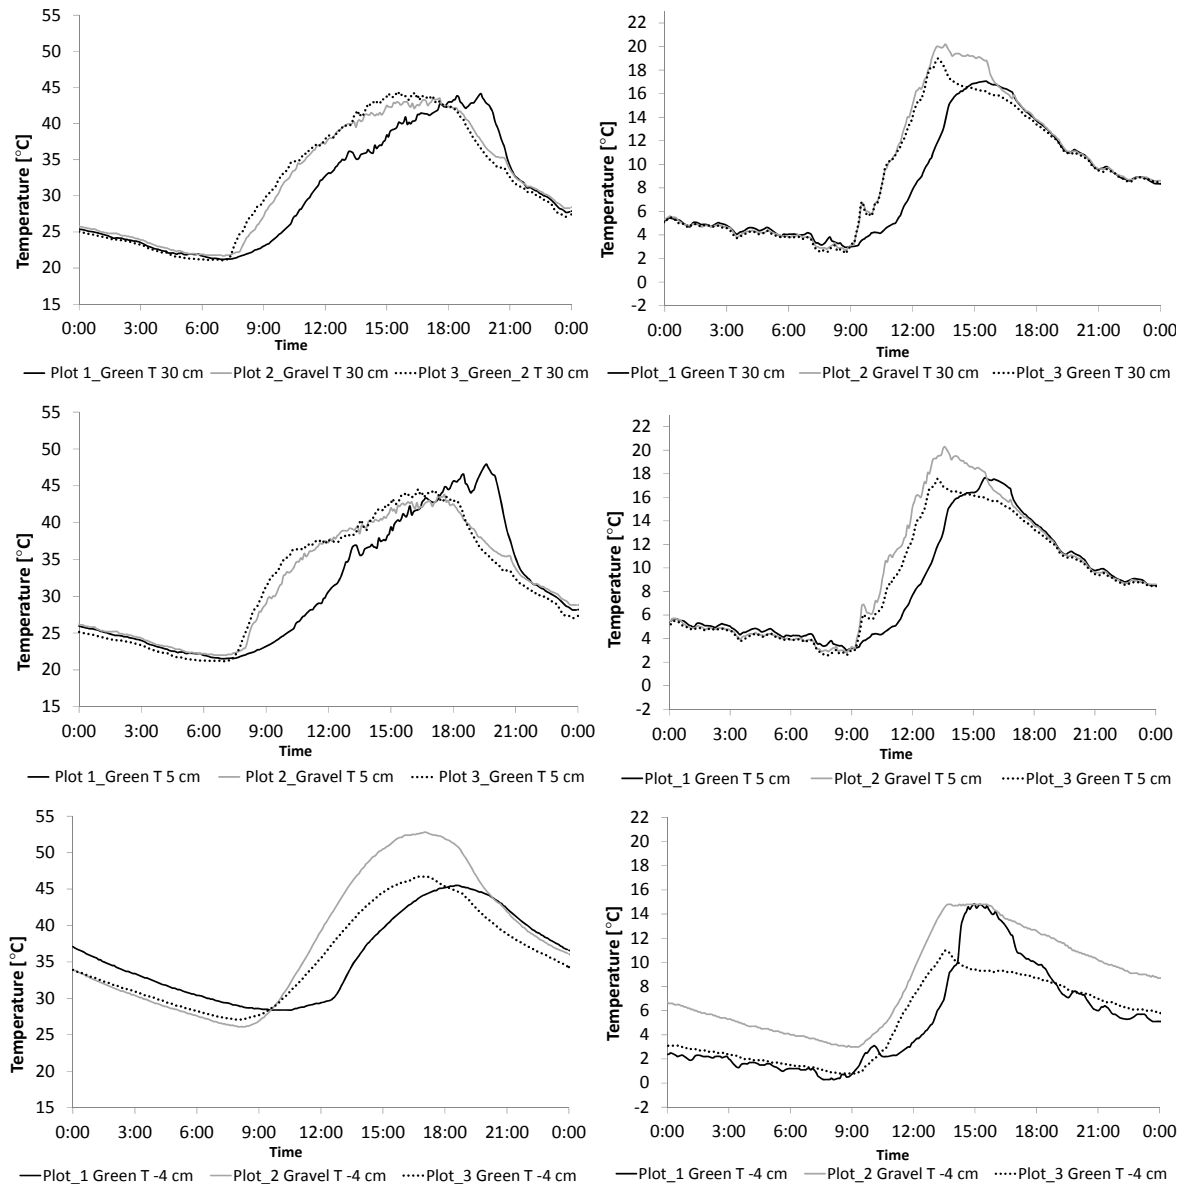 55
50
45
40
35
30
25
20
15
Temperature [°C]
0:00 3:00 6:00 9:00 12:00 15:00 18:00 21:00 0:00
Time
Plot 1_Green T 30 cm Plot 2_Gravel T 30 cm Plot 3_Green_2 T 30 cm
22
20
18
16
14
12
10
8
6
4
2
0
-2
Temperature [°C]
0:00 3:00 6:00 9:00 12:00 15:00 18:00 21:00 0:00
Time
Plot_1 Green T 30 cm Plot_2 Gravel T 30 cm Plot_3 Green T 30 cm
55
50
45
40
35
30
25
20
15
Temperature [°C]
0:00 3:00 6:00 9:00 12:00 15:00 18:00 21:00 0:00
Time
Plot 1_Green T 5 cm Plot 2_Gravel T 5 cm Plot 3_Green T 5 cm
22
20
18
16
14
12
10
8
6
4
2
0
-2
Temperature [°C]
0:00 3:00 6:00 9:00 12:00 15:00 18:00 21:00 0:00
Time
Plot_1 Green T 5 cm Plot_2 Gravel T 5 cm Plot_3 Green T 5 cm
55
50
45
40
35
30
25
20
15
Temperature [°C]
0:00 3:00 6:00 9:00 12:00 15:00 18:00 21:00 0:00
Time
Plot_1 Green T -4 cm Plot_2 Gravel T -4 cm Plot_3 Green T -4 cm
22
20
18
16
14
12
10
8
6
4
2
0
-2
Temperature [°C]
0:00 3:00 6:00 9:00 12:00 15:00 18:00 21:00 0:00
Time
Plot_1 Green T -4 cm Plot_2 Gravel T -4 cm Plot_3 Green T -4 cm